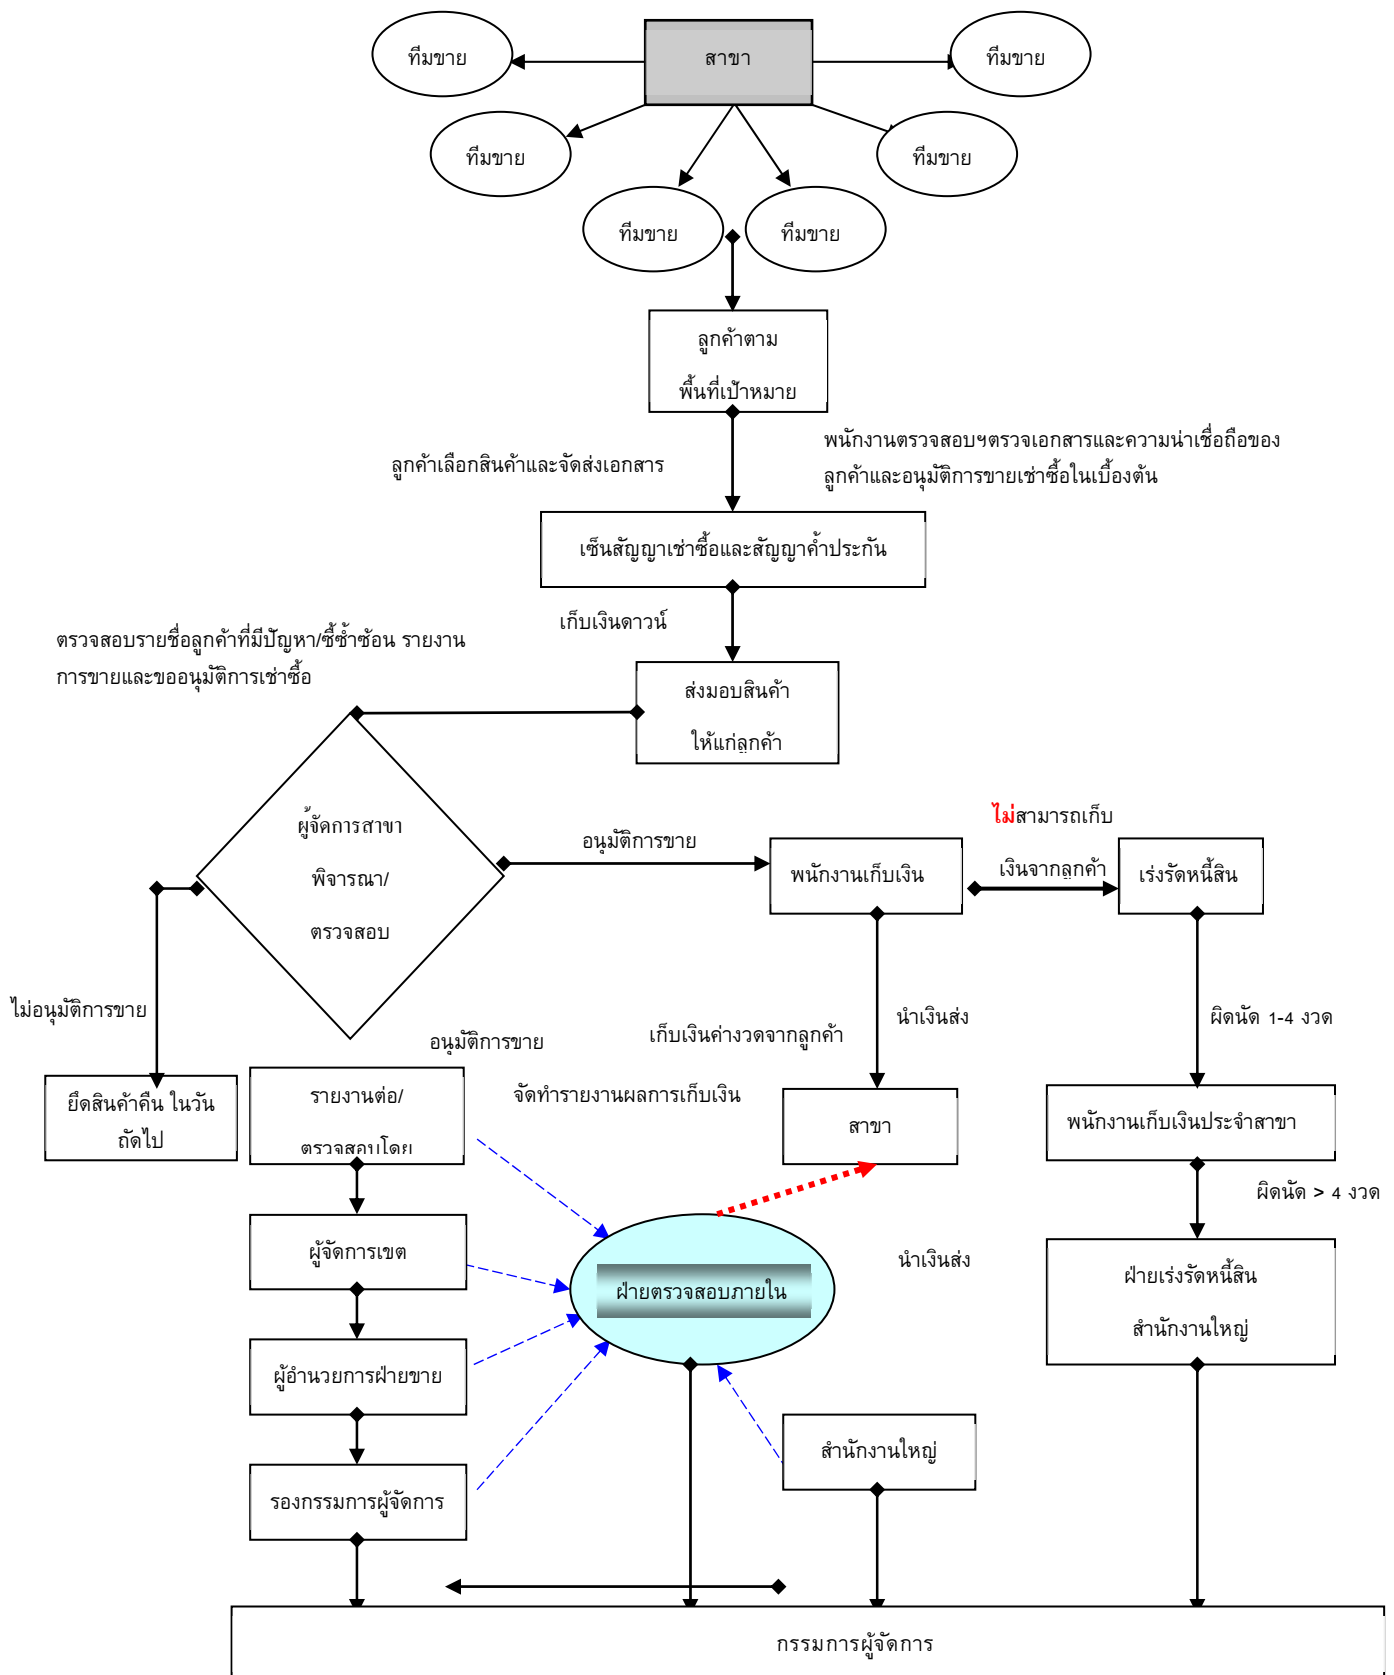 ทีมขาย
สาขา
ทีมขาย
ทีมขาย
ทีมขาย
ทีมขาย
ทีมขาย
ลูกค้าตาม
พื้นที่เป้าหมาย
ลูกค้าเลือกสินค้าและจัดส่งเอกสาร
พนักงานตรวจสอบฯตรวจเอกสารและความน่าเชื่อถือของ
ลูกค้าและอนุมัติการขายเช่าซื้อในเบื้องต้น
เซ็นสัญญาเช่าซื้อและสัญญาค้ำประกัน
เก็บเงินดาวน์
ตรวจสอบรายชื่อลูกค้าที่มีปัญหา/ซื้ซ้ำซ้อน รายงาน
การขายและขออนุมัติการเช่าซื้อ
ส่งมอบสินค้า
ให้แก่ลูกค้า
ผู้จัดการสาขา
พิจารณา/
ตรวจสอบ
อนุมัติการขาย
พนักงานเก็บเงิน
ไม่สามารถเก็บ
เงินจากลูกค้า
เร่งรัดหนี้สิน
ไม่อนุมัติการขาย
อนุมัติการขาย
เก็บเงินค่างวดจากลูกค้า
นำเงินส่ง
ผิดนัด 1-4 งวด
ยึดสินค้าคืน ในวัน
ถัดไป
รายงานต่อ/
ตรวจสอบโดย
จัดทำรายงานผลการเก็บเงิน
สาขา
พนักงานเก็บเงินประจำสาขา
ผิดนัด > 4 งวด
ผู้จัดการเขต
ฝ่ายตรวจสอบภายใน
นำเงินส่ง
ฝ่ายเร่งรัดหนี้สิน
สำนักงานใหญ่
ผู้อำนวยการฝ่ายขาย
สำนักงานใหญ่
รองกรรมการผู้จัดการ
กรรมการผู้จัดการ